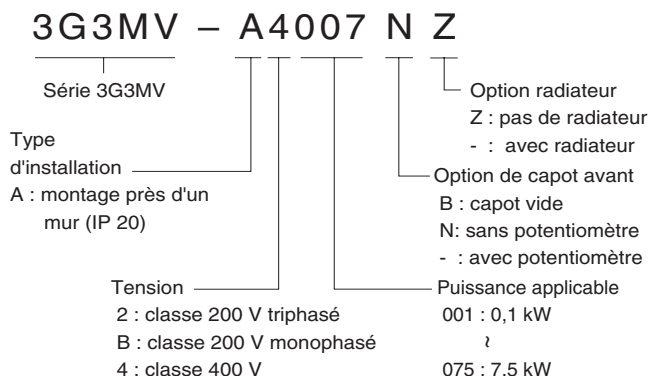 3G3MV – A4007 N Z
Série 3G3MV
Option radiateur
Z : pas de radiateur
- : avec radiateur
Type
d'installation
A : montage près d'un
mur (IP 20)
Option de capot avant
B : capot vide
N: sans potentiomètre
- : avec potentiomètre
Tension
2 : classe 200 V triphasé
B : classe 200 V monophasé
4 : classe 400 V
Puissance applicable
001 : 0,1 kW
~
075 : 7,5 kW